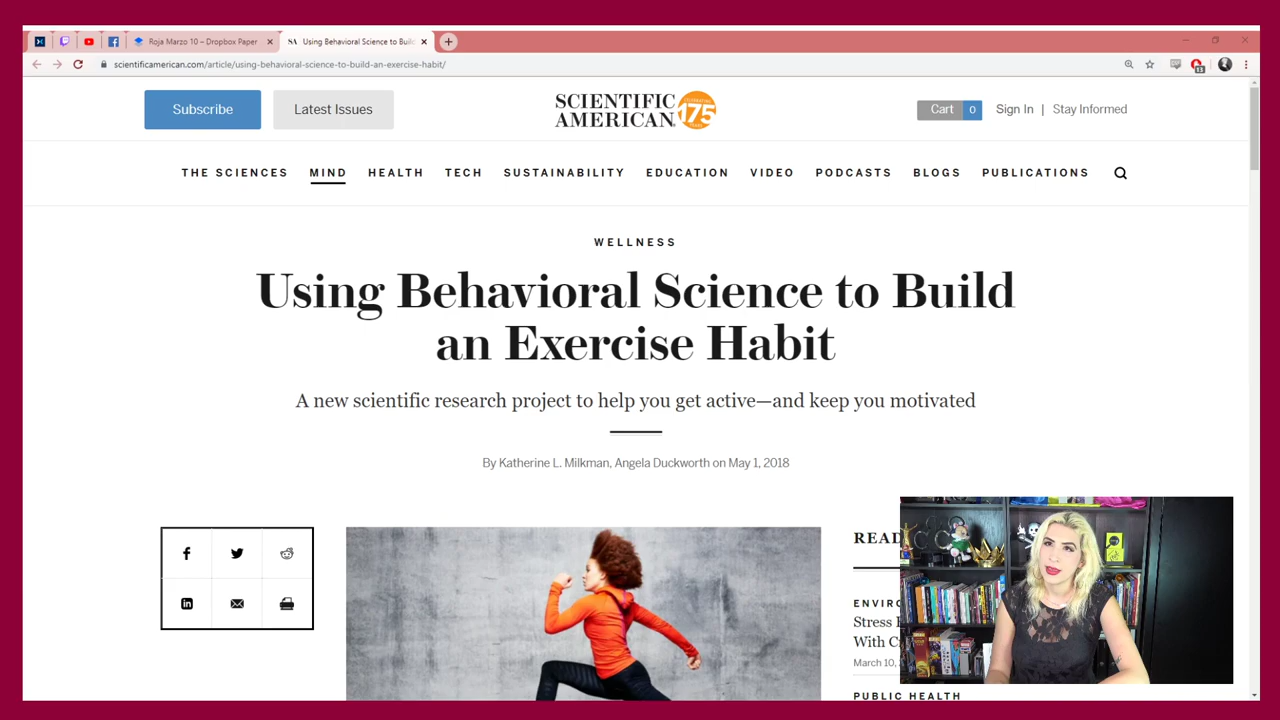 Roja Marzo 10 – Dropbox Paper
SA Using Behavioral Science to Buil
scientificamerican.com/article/using-behavioral-science-to-build-an-exercise-habit/
13
Subscribe
Latest Issues
SCIENTIFIC
AMERICAN
CELEBRATING
175
YEARS
Cart 0 Sign In | Stay Informed
THE SCIENCES MIND HEALTH TECH SUSTAINABILITY EDUCATION VIDEO PODCASTS BLOGS PUBLICATIONS
WELLNESS
Using Behavioral Science to Build
an Exercise Habit
A new scientific research project to help you get active—and keep you motivated
By Katherine L. Milkman, Angela Duckworth on May 1, 2018
READ
ENVIRO
Stress
With C
March 10,
PUBLIC HEALTH